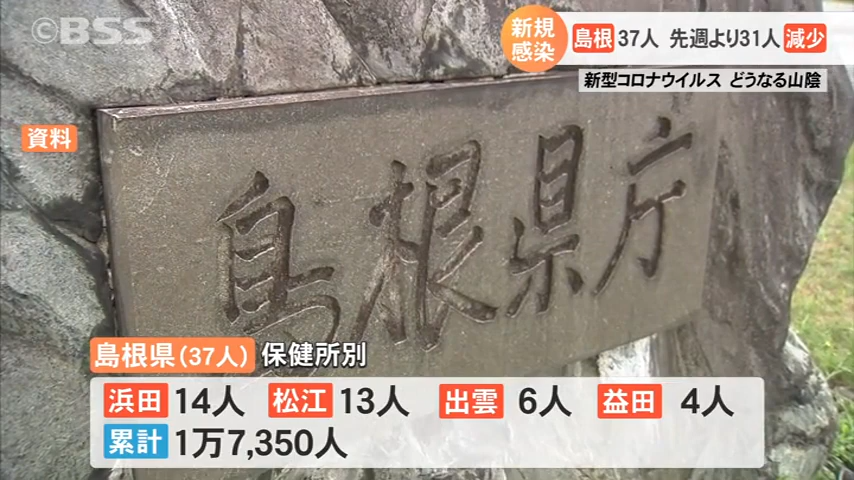 ©BSS
新規感染
島根 37人 先週より31人 減少
新型コロナウイルス どうなる山陰
資料
島根県庁
島根県(37人) 保健所別
浜田 14人 松江 13人 出雲 6人 益田 4人
累計 1万7,350人